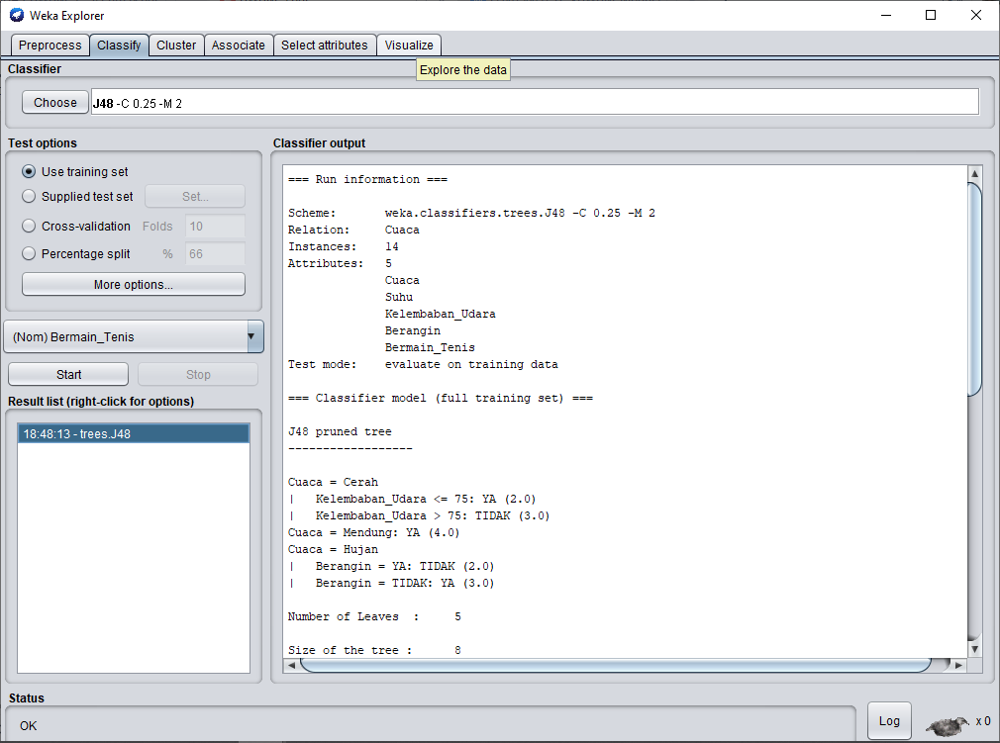 Weka Explorer
Preprocess Classify Cluster Associate Select attributes Visualize
Explore the data
Classifier
Choose J48 -C 0.25 -M 2
Test options
Use training set
Supplied test set Set...
Cross-validation Folds 10
Percentage split % 66
More options...
(Nom) Bermain_Tenis
Start Stop
Result list (right-click for options)
18:48:13 - trees.J48
Classifier output
=== Run information ===
Scheme: weka.classifiers.trees.J48 -C 0.25 -M 2
Relation: Cuaca
Instances: 14
Attributes: 5
Cuaca
Suhu
Kelembaban_Udara
Berangin
Bermain_Tenis
Test mode: evaluate on training data
=== Classifier model (full training set) ===
J48 pruned tree
------------------
Cuaca = Cerah
| Kelembaban_Udara <= 75: YA (2.0)
| Kelembaban_Udara > 75: TIDAK (3.0)
Cuaca = Mendung: YA (4.0)
Cuaca = Hujan
| Berangin = YA: TIDAK (2.0)
| Berangin = TIDAK: YA (3.0)
Number of Leaves : 5
Size of the tree : 8
Status
OK
Log x 0